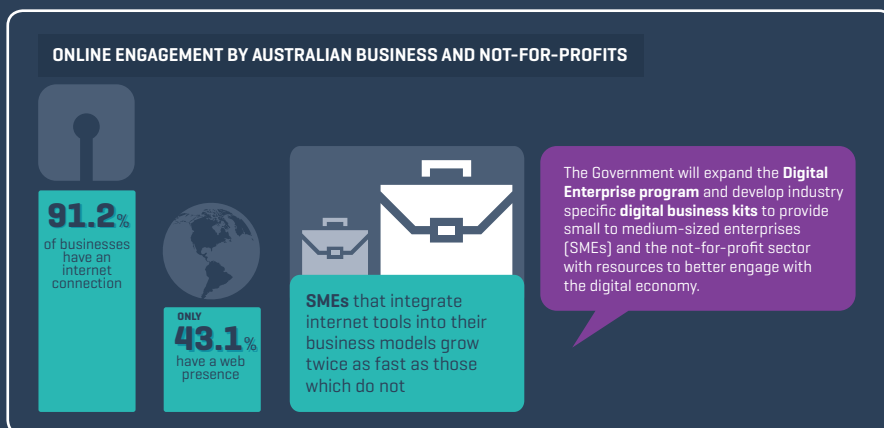 ONLINE ENGAGEMENT BY AUSTRALIAN BUSINESS AND NOT-FOR-PROFITS
91.2%
of businesses
have an
internet
connection
ONLY
43.1%
have a web
presence
SMEs that integrate
internet tools into their
business models grow
twice as fast as those
which do not
The Government will expand the Digital
Enterprise program and develop industry
specific digital business kits to provide
small to medium-sized enterprises
(SMEs) and the not-for-profit sector
with resources to better engage with
the digital economy.